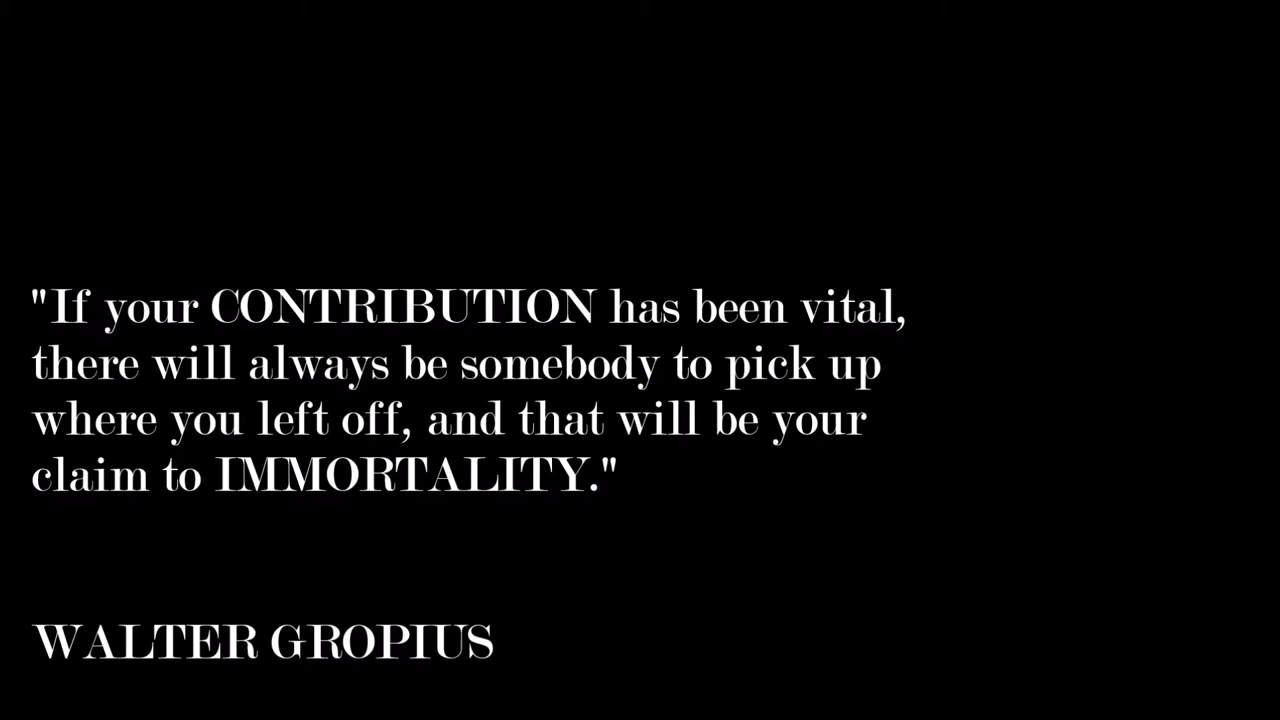 "If your CONTRIBUTION has been vital,
there will always be somebody to pick up
where you left off, and that will be your
claim to IMMORTALITY."
WALTER GROPIUS